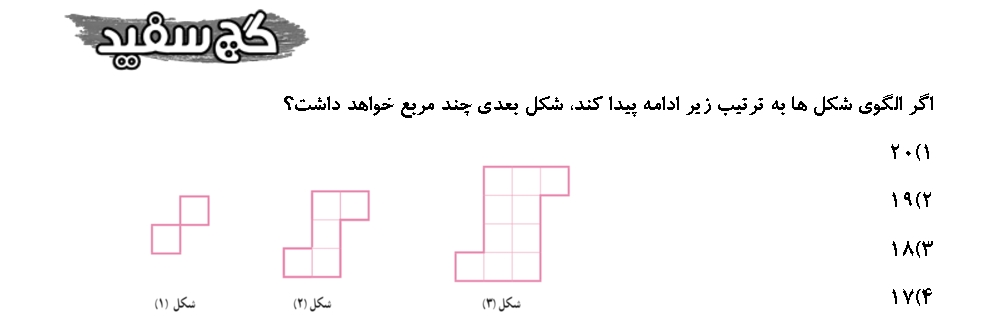 گچ سفید
اگر الگوی شکل ها به ترتیب زیر ادامه پیدا کند، شکل بعدی چند مربع خواهد داشت؟
۱)۲۰
۲)۱۹
۳)۱۸
۴)۱۷
شکل (۱) شکل (۲) شکل (۳)